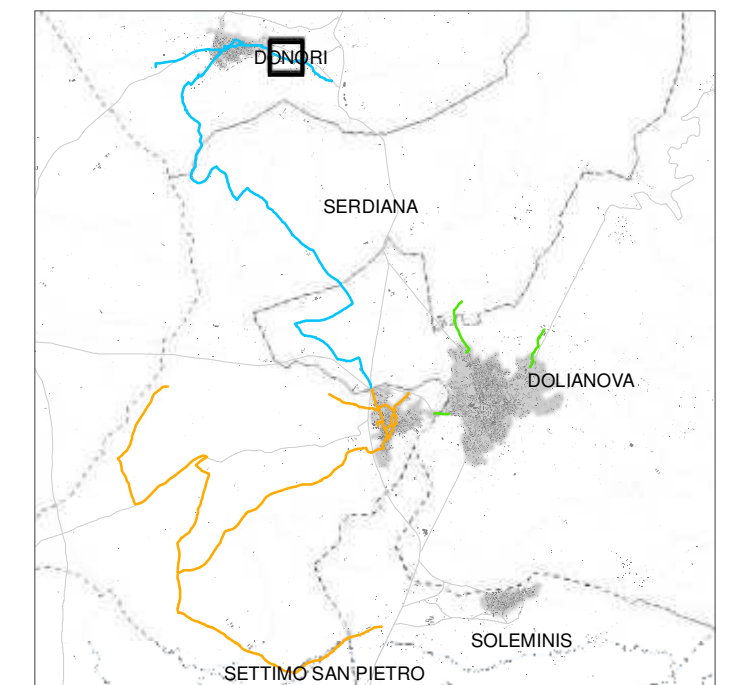 DONORI
SERDIANA
DOLIANOVA
SOLEMINIS
SETTIMO SAN PIETRO